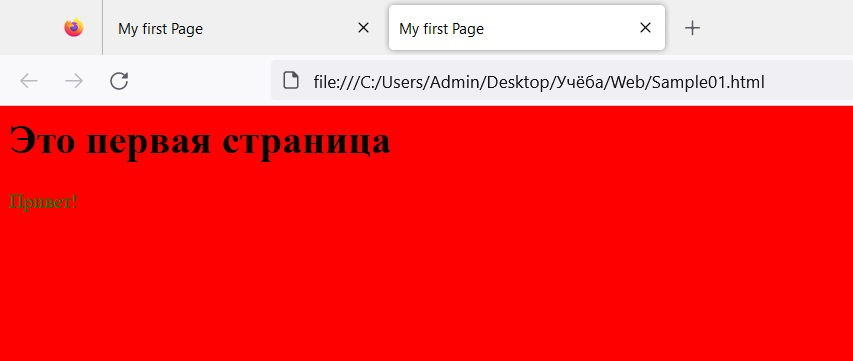 My first Page
My first Page
file:///C:/Users/Admin/Desktop/Учёба/Web/Sample01.html
Это первая страница
Привет!